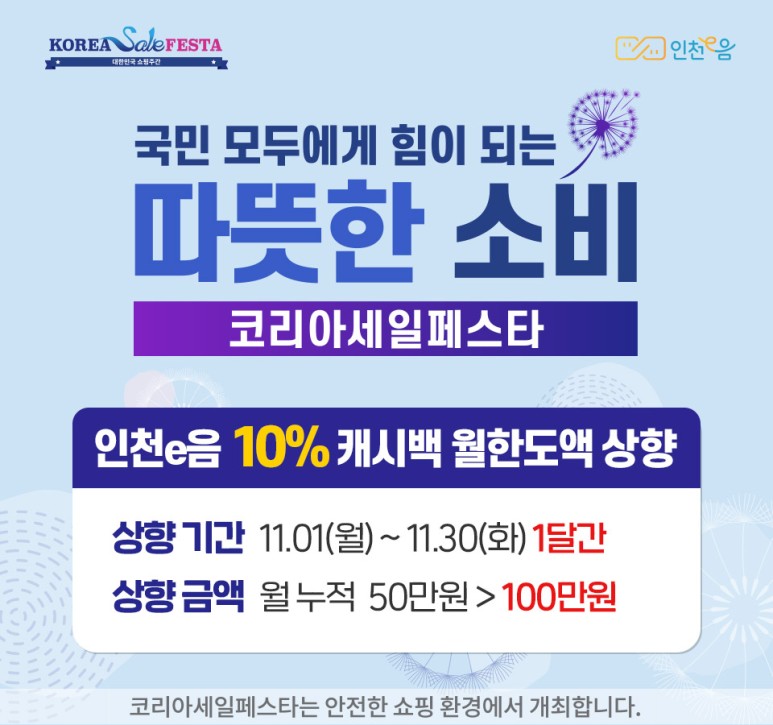 KOREA Sale FESTA
대한민국 쇼핑주간
인천e음
국민 모두에게 힘이 되는
따뜻한 소비
코리아세일페스타
인천e음 10% 캐시백 월한도액 상향
상향 기간 11.01(월) ~ 11.30(화) 1달간
상향 금액 월 누적 50만원 > 100만원
코리아세일페스타는 안전한 쇼핑 환경에서 개최합니다.